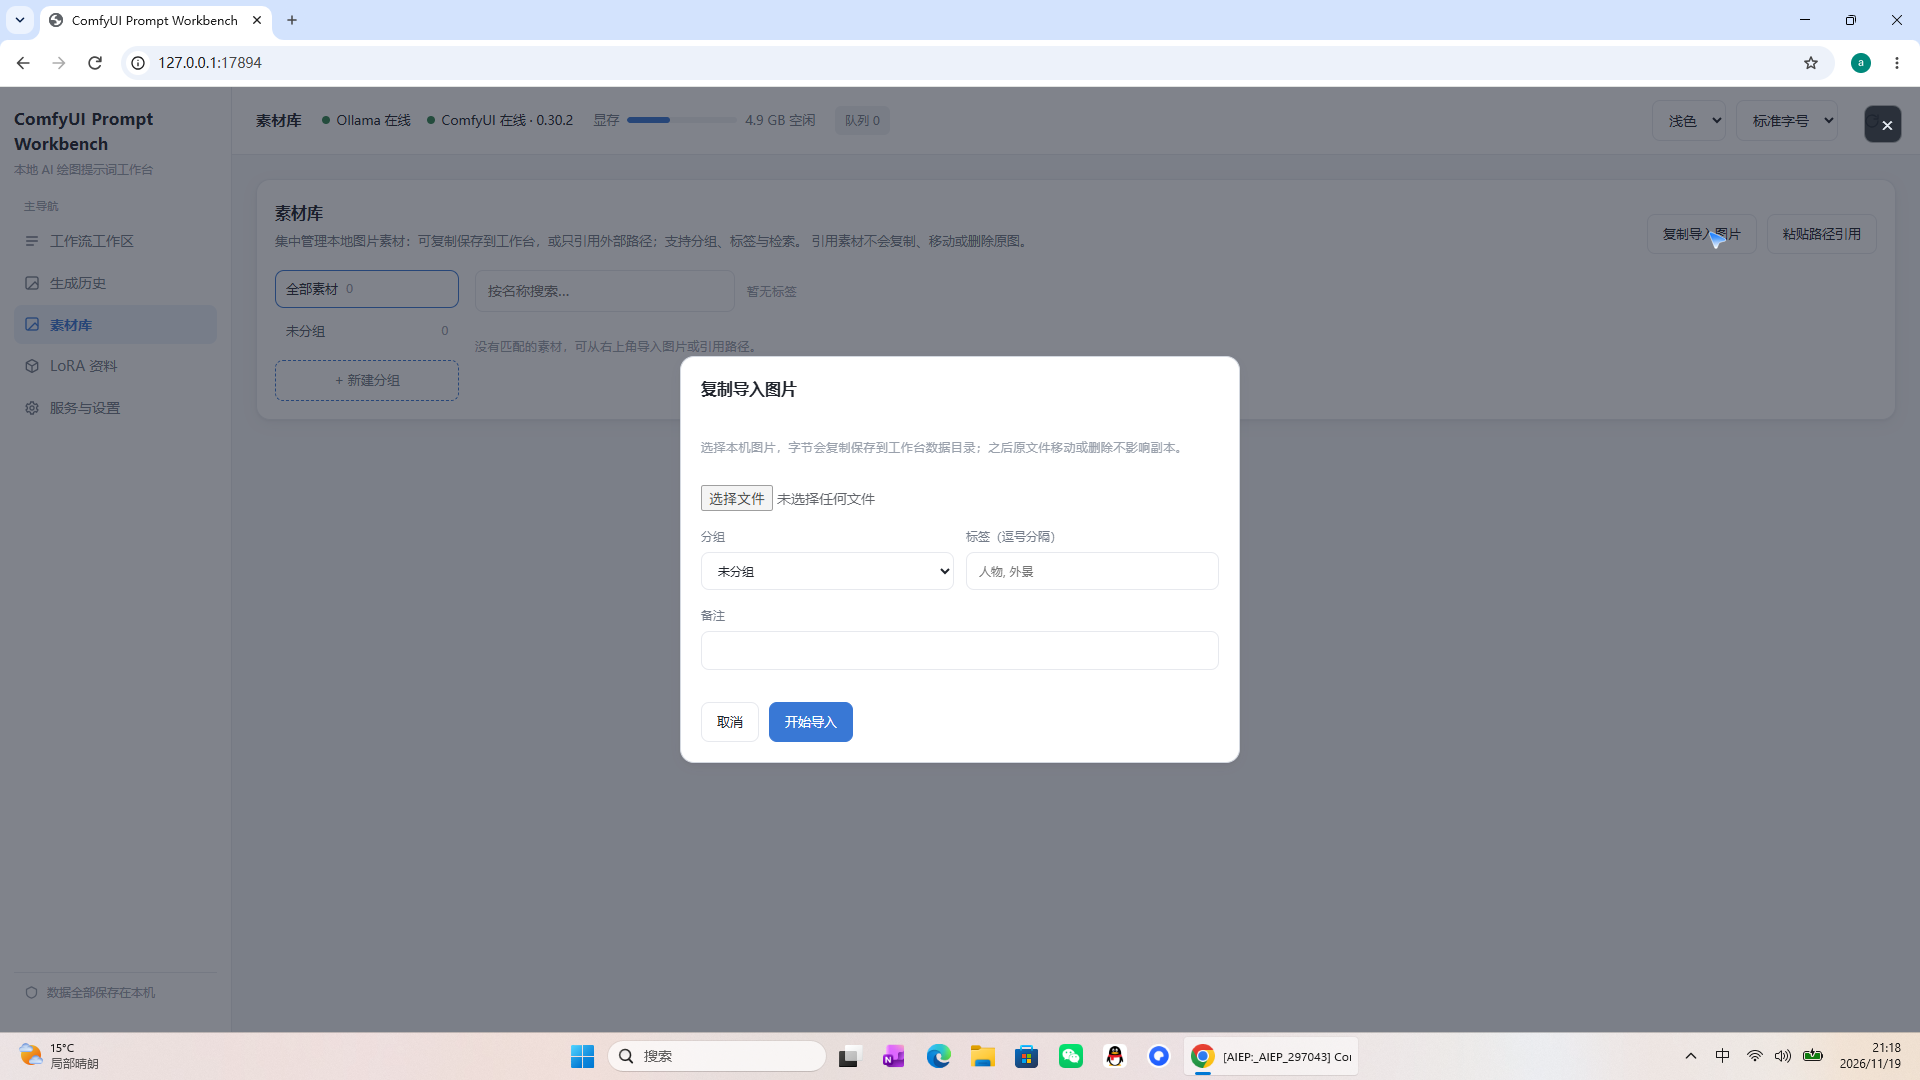 ComfyUI Prompt Workbench
127.0.0.1:17894
a
ComfyUI Prompt
Workbench
本地 AI 绘图提示词工作台
主导航
工作流工作区
生成历史
素材库
LoRA 资料
服务与设置
数据全部保存在本机
素材库
Ollama 在线
ComfyUI 在线 · 0.30.2
显存
4.9 GB 空闲
队列 0
浅色
标准字号
素材库
集中管理本地图片素材；可复制保存到工作台，或只引用外部路径；支持分组、标签与检索。 引用素材不会复制、移动或删除原图。
复制导入图片
粘贴路径引用
全部素材 0
按名称搜索...
暂无标签
未分组 0
没有匹配的素材，可从右上角导入图片或引用路径。
+ 新建分组
复制导入图片
选择本机图片，字节会复制保存到工作台数据目录；之后原文件移动或删除不影响副本。
选择文件 未选择任何文件
分组
标签（逗号分隔）
未分组
人物, 外景
备注
取消
开始导入
15°C
局部晴朗
搜索
[AIEP:_AIEP_297043] Co
中
21:18
2026/11/19